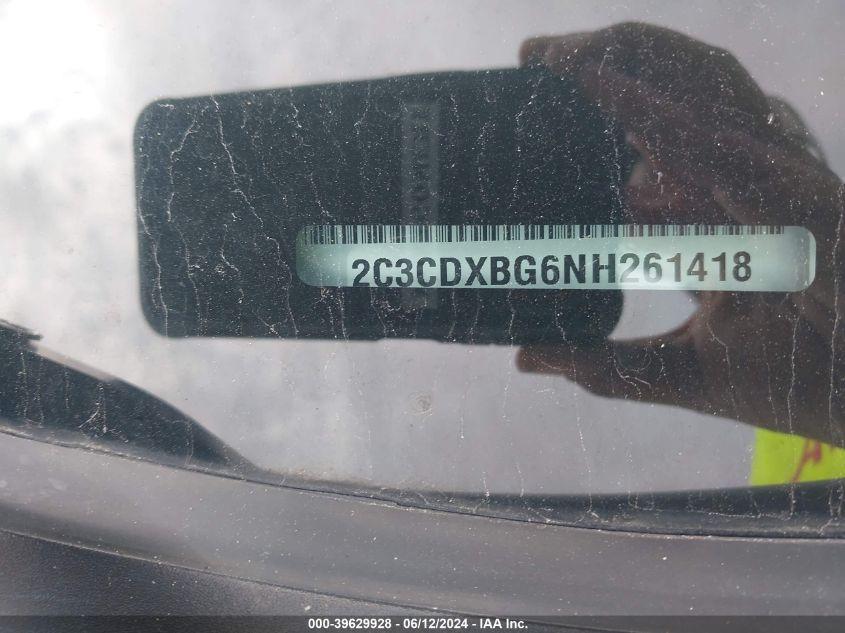 2C3CDXBG6NH261418
000-39629928 - 06/12/2024 - IAA Inc.